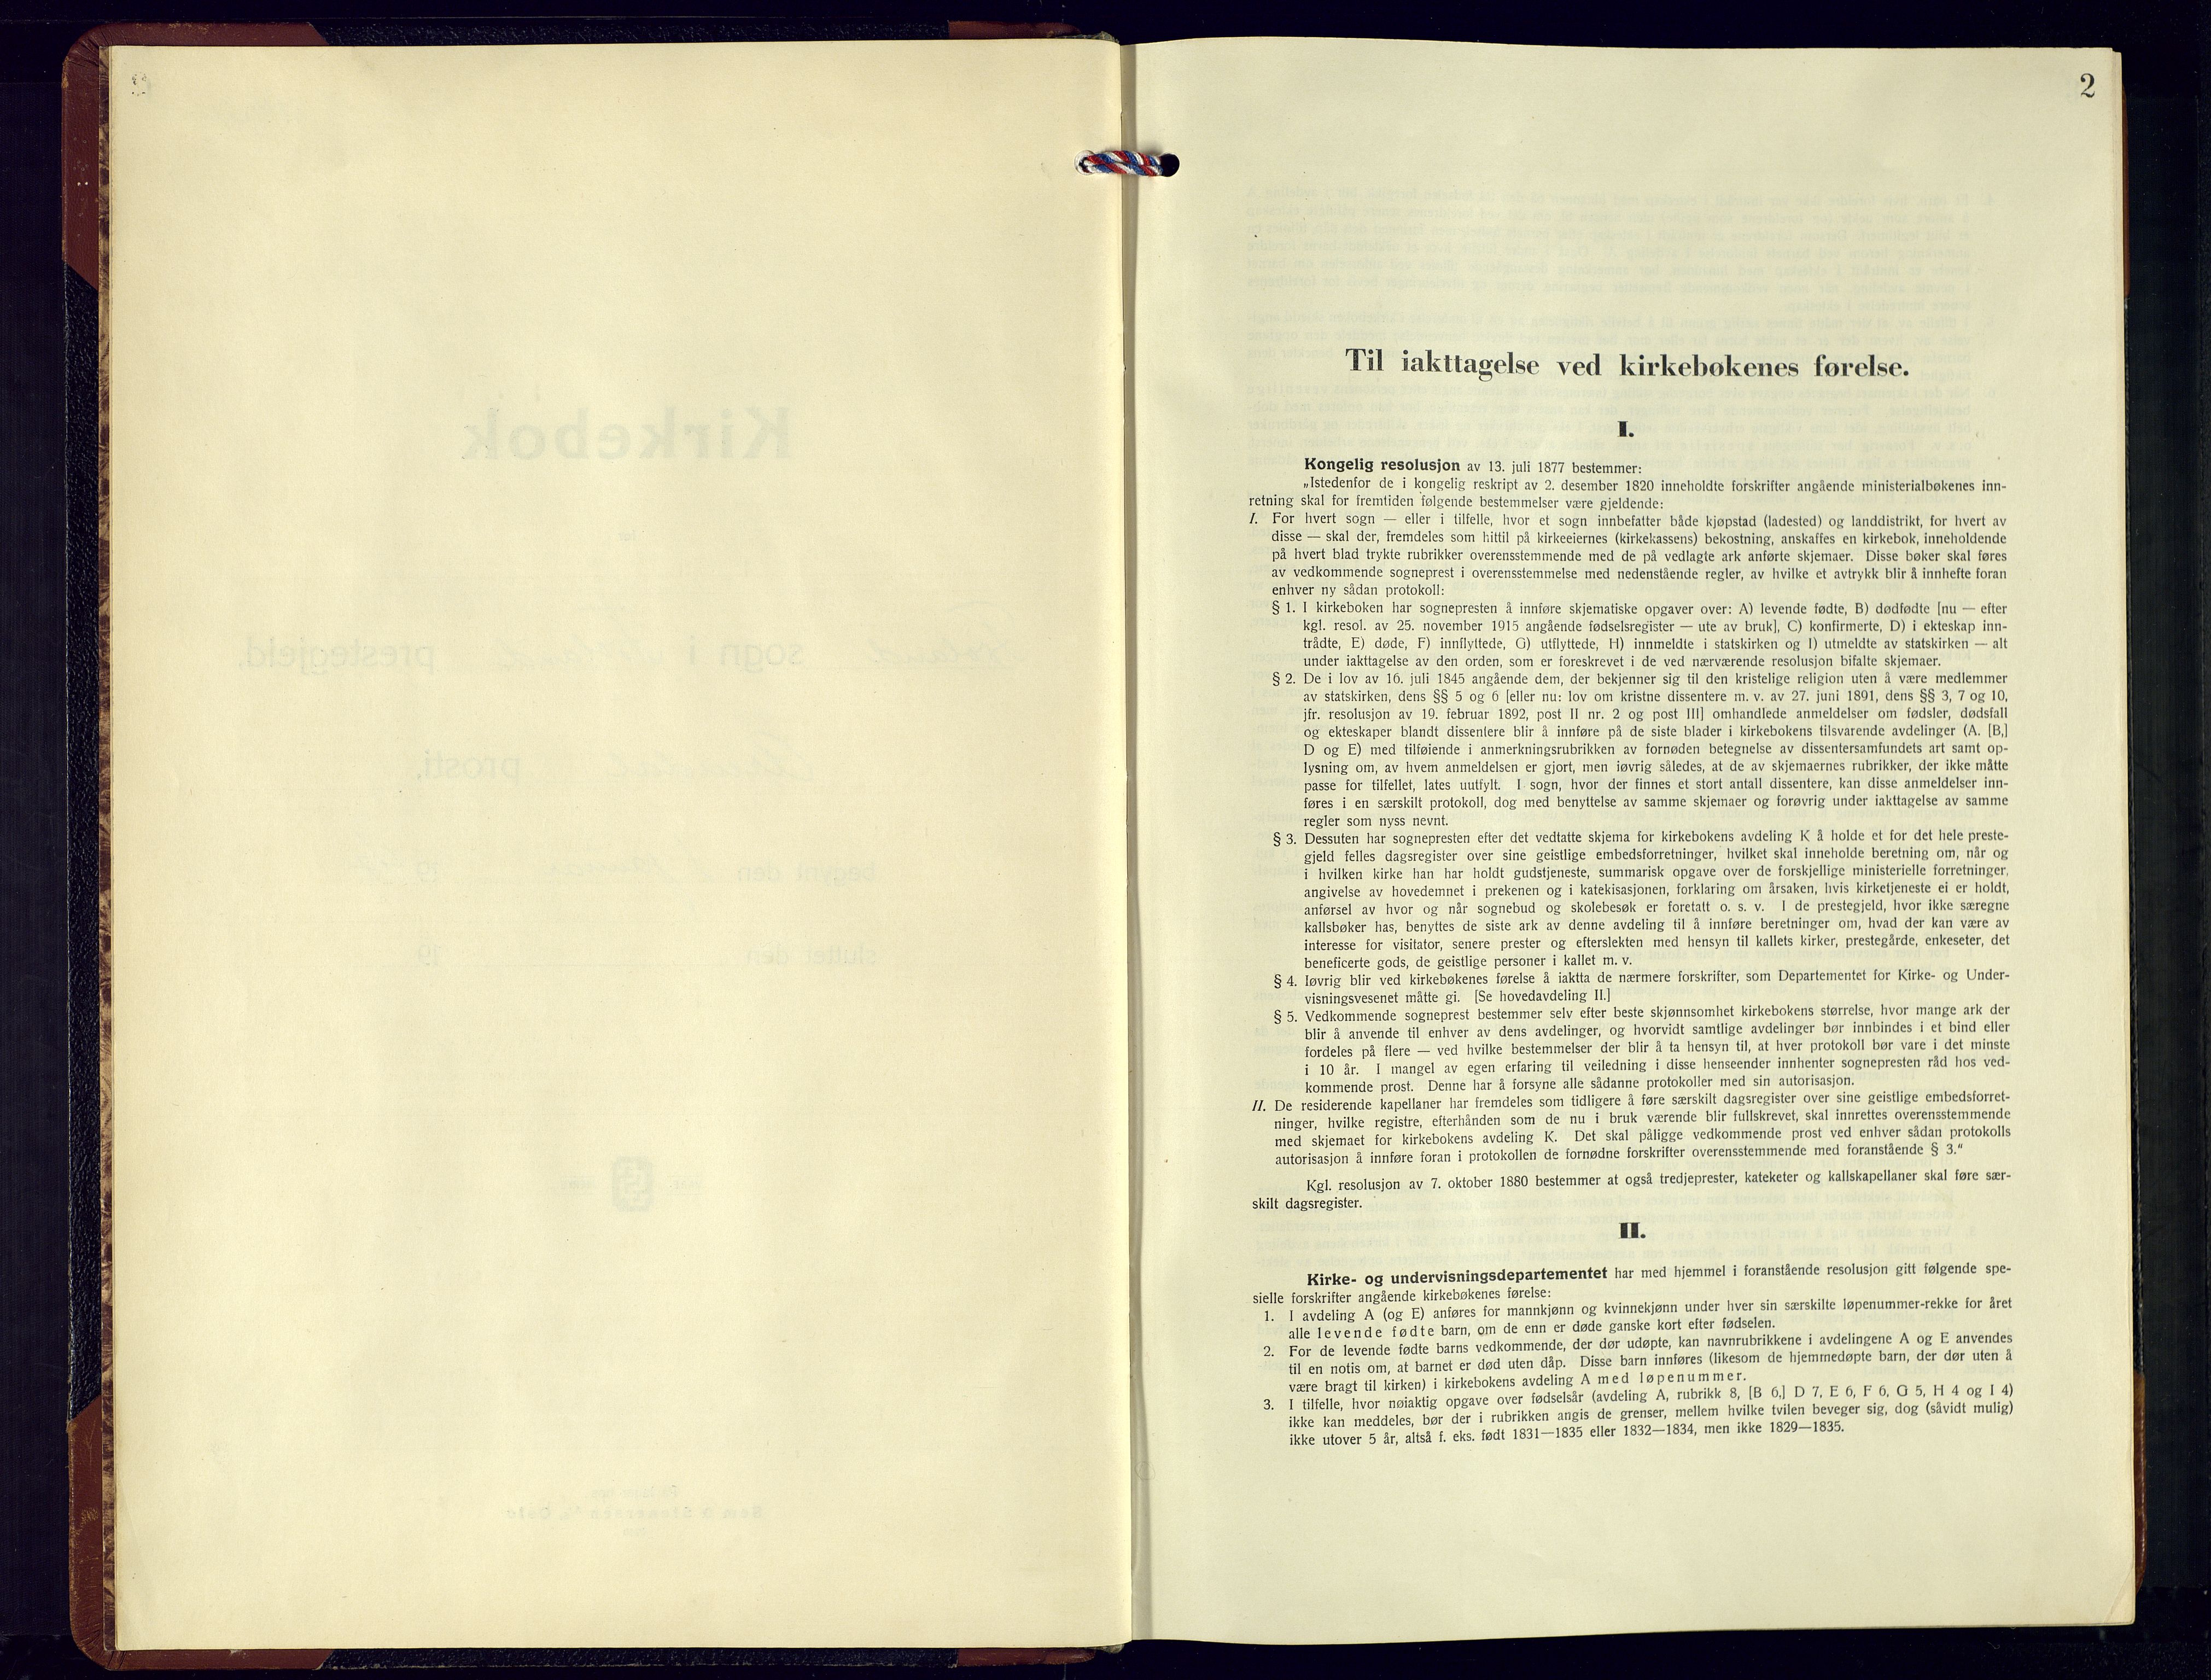 2
Til iakttagelse ved kirkebøkenes førelse.
I.
Kongelig resolusjon av 13. juli 1877 bestemmer:
„Istedenfor de i kongelig reskript av 2. desember 1820 inneholdte forskrifter angående ministerialbøkenes inn-
retning skal for fremtiden følgende bestemmelser være gjeldende:
I. For hvert sogn — eller i tilfelle, hvor et sogn innbefatter både kjøpstad (ladested) og landdistrikt, for hvert av
disse — skal der, fremdeles som hittil på kirkeeiernes (kirkekassens) bekostning, anskaffes en kirkebok, inneholdende
på hvert blad trykte rubrikker overensstemmende med de på vedlagte ark anførte skjemaer. Disse bøker skal føres
av vedkommende sogneprest i overensstemmelse med nedenstående regler, av hvilke et avtrykk blir å innhefte foran
enhver ny sådan protokoll:
§ 1. I kirkeboken har sognepresten å innføre skjematiske opgaver over: A) levende fødte, B) dødfødte [nu — efter
kgl. resol. av 25. november 1915 angående fødselsregister — ute av bruk], C) konfirmerte, D) i ekteskap inn-
trådte, E) døde, F) innflyttede, G) utflyttede, H) innmeldte i statskirken og I) utmeldte av statskirken — alt
under iakttagelse av den orden, som er foreskrevet i de ved nærværende resolusjon bifalte skjemaer.
§ 2. De i lov av 16. juli 1845 angående dem, der bekjenner sig til den kristelige religion uten å være medlemmer
av statskirken, dens §§ 5 og 6 [eller nu: lov om kristne dissentere m. v. av 27. juni 1891, dens §§ 3, 7 og 10,
jfr. resolusjon av 19. februar 1892, post II nr. 2 og post III] omhandlede anmeldelser om fødsler, dødsfall
og ekteskaper blandt dissentere blir å innføre på de siste blader i kirkebokens tilsvarende avdelinger (A. [B,]
D og E) med tilføiende i anmerkningsrubrikken av fornøden betegnelse av dissentersamfundets art samt op-
lysning om, av hvem anmeldelsen er gjort, men iøvrig således, at de av skjemaernes rubrikker, der ikke måtte
passe for tilfellet, lates uutfylt. I sogn, hvor der finnes et stort antall dissentere, kan disse anmeldelser inn-
føres i en særskilt protokoll, dog med benyttelse av samme skjemaer og forøvrig under iakttagelse av samme
regler som nyss nevnt.
§ 3. Dessuten har sognepresten efter det vedtatte skjema for kirkebokens avdeling K å holde et for det hele preste-
gjeld felles dagsregister over sine geistlige embedsforretninger, hvilket skal inneholde beretning om, når og
i hvilken kirke han har holdt gudstjeneste, summarisk opgave over de forskjellige ministerielle forretninger,
angivelse av hovedemnet i prekenen og i katekisasjonen, forklaring om årsaken, hvis kirketjeneste ei er holdt,
anførsel av hvor og når sognebud og skolebesøk er foretatt o. s. v. I de prestegjeld, hvor ikke særegne
kallsbøker has, benyttes de siste ark av denne avdeling til å innføre beretninger om, hvad der kan være av
interesse for visitator, senere prester og efterslekten med hensyn til kallets kirker, prestegårde, enkeseter, det
beneficerte gods, de geistlige personer i kallet m. v.
§ 4. Iøvrig blir ved kirkebøkenes førelse å iaktta de nærmere forskrifter, som Departementet for Kirke- og Under-
visningsvesenet måtte gi. [Se hovedavdeling II.]
§ 5. Vedkommende sogneprest bestemmer selv efter beste skjønnsomhet kirkebokens størrelse, hvor mange ark der
blir å anvende til enhver av dens avdelinger, og hvorvidt samtlige avdelinger bør innbindes i et bind eller
fordeles på flere — ved hvilke bestemmelser der blir å ta hensyn til, at hver protokoll bør vare i det minste
i 10 år. I mangel av egen erfaring til veiledning i disse henseender innhenter sognepresten råd hos ved-
kommende prost. Denne har å forsyne alle sådanne protokoller med sin autorisasjon.
II. De residerende kapellaner har fremdeles som tidligere å føre særskilt dagsregister over sine geistlige embedsforret-
ninger, hvilke registre, efterhånden som de nu i bruk værende blir fullskrevet, skal innrettes overensstemmende
med skjemaet for kirkebokens avdeling K. Det skal påligge vedkommende prost ved enhver sådan protokolls
autorisasjon å innføre foran i protokollen de fornødne forskrifter overensstemmende med foranstående § 3."
Kgl. resolusjon av 7. oktober 1880 bestemmer at også tredjeprester, kateketer og kallskapellaner skal føre sær-
skilt dagsregister.
II.
Kirke- og undervisningsdepartementet har med hjemmel i foranstående resolusjon gitt følgende spe-
sielle forskrifter angående kirkebøkenes førelse:
1. I avdeling A (og E) anføres for mannkjønn og kvinnekjønn under hver sin særskilte løpenummer-rekke for året
alle levende fødte barn, om de enn er døde ganske kort efter fødselen.
2. For de levende fødte barns vedkommende, der dør udøpte, kan navnrubrikkene i avdelingene A og E anvendes
til en notis om, at barnet er død uten dåp. Disse barn innføres (likesom de hjemmedøpte barn, der dør uten å
være bragt til kirken) i kirkebokens avdeling A med løpenummer.
3. I tilfelle, hvor nøiaktig opgave over fødselsår (avdeling A, rubrikk 8, [B 6,] D 7, E 6, F 6, G 5, H 4 og I 4)
ikke kan meddeles, bør der i rubrikken angis de grenser, mellem hvilke tvilen beveger sig, dog (såvidt mulig)
ikke utover 5 år, altså f. eks. født 1831—1835 eller 1832—1834, men ikke 1829—1835.